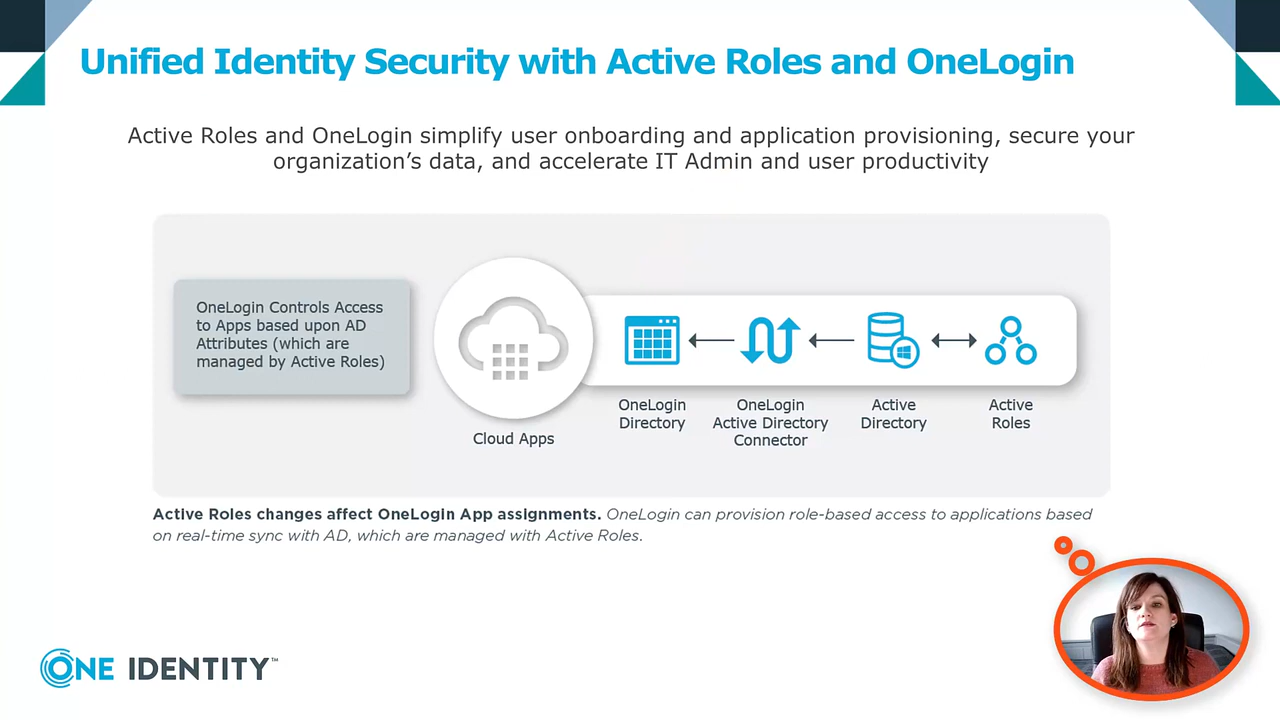 Unified Identity Security with Active Roles and OneLogin
Active Roles and OneLogin simplify user onboarding and application provisioning, secure your
organization’s data, and accelerate IT Admin and user productivity
OneLogin Controls Access
to Apps based upon AD
Attributes (which are
managed by Active Roles)
Cloud Apps
OneLogin
Directory
OneLogin
Active Directory
Connector
Active
Directory
Active
Roles
Active Roles changes affect OneLogin App assignments. OneLogin can provision role-based access to applications based
on real-time sync with AD, which are managed with Active Roles.
ONE IDENTITY™